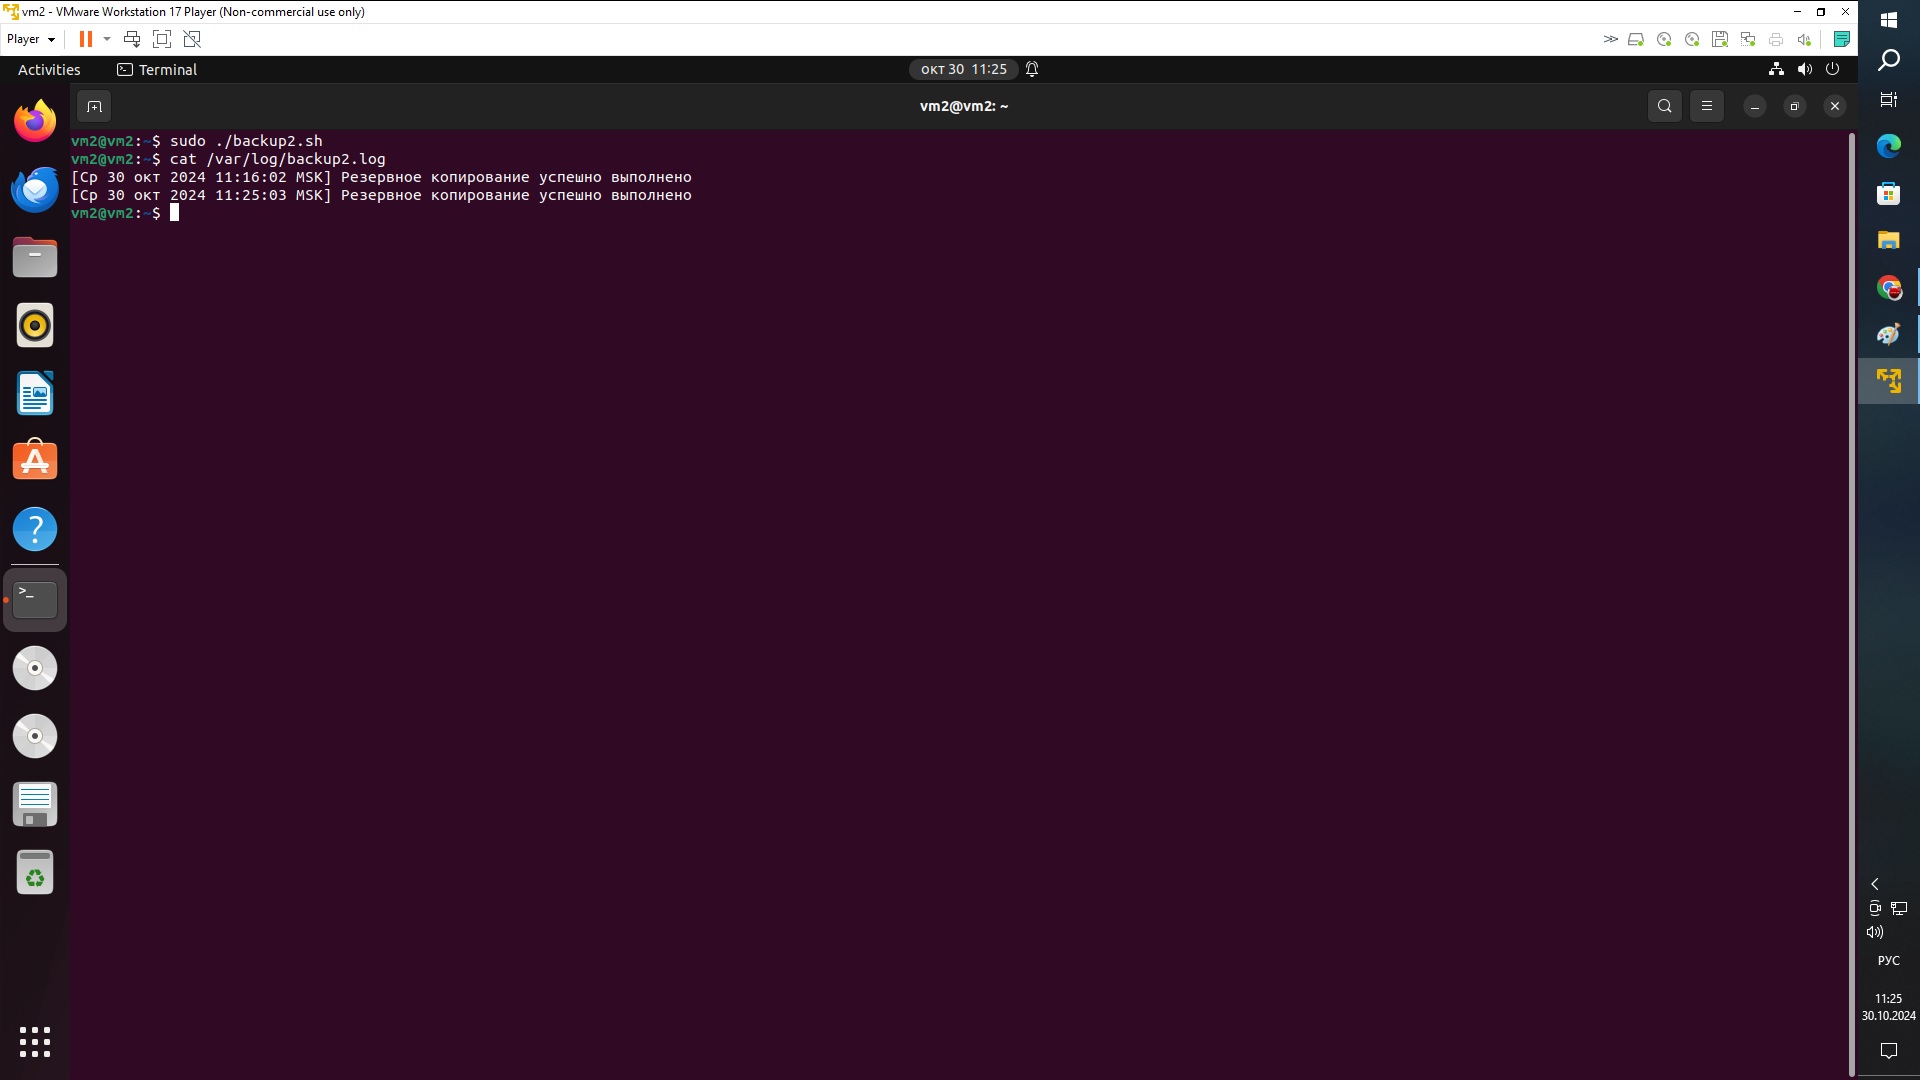 vm2 - VMware Workstation 17 Player (Non-commercial use only)
Player
Activities
Terminal
окт 30 11:25
vm2@vm2: ~
vm2@vm2:~$ sudo ./backup2.sh
vm2@vm2:~$ cat /var/log/backup2.log
[Ср 30 окт 2024 11:16:02 MSK] Резервное копирование успешно выполнено
[Ср 30 окт 2024 11:25:03 MSK] Резервное копирование успешно выполнено
vm2@vm2:~$
РУС
11:25
30.10.2024